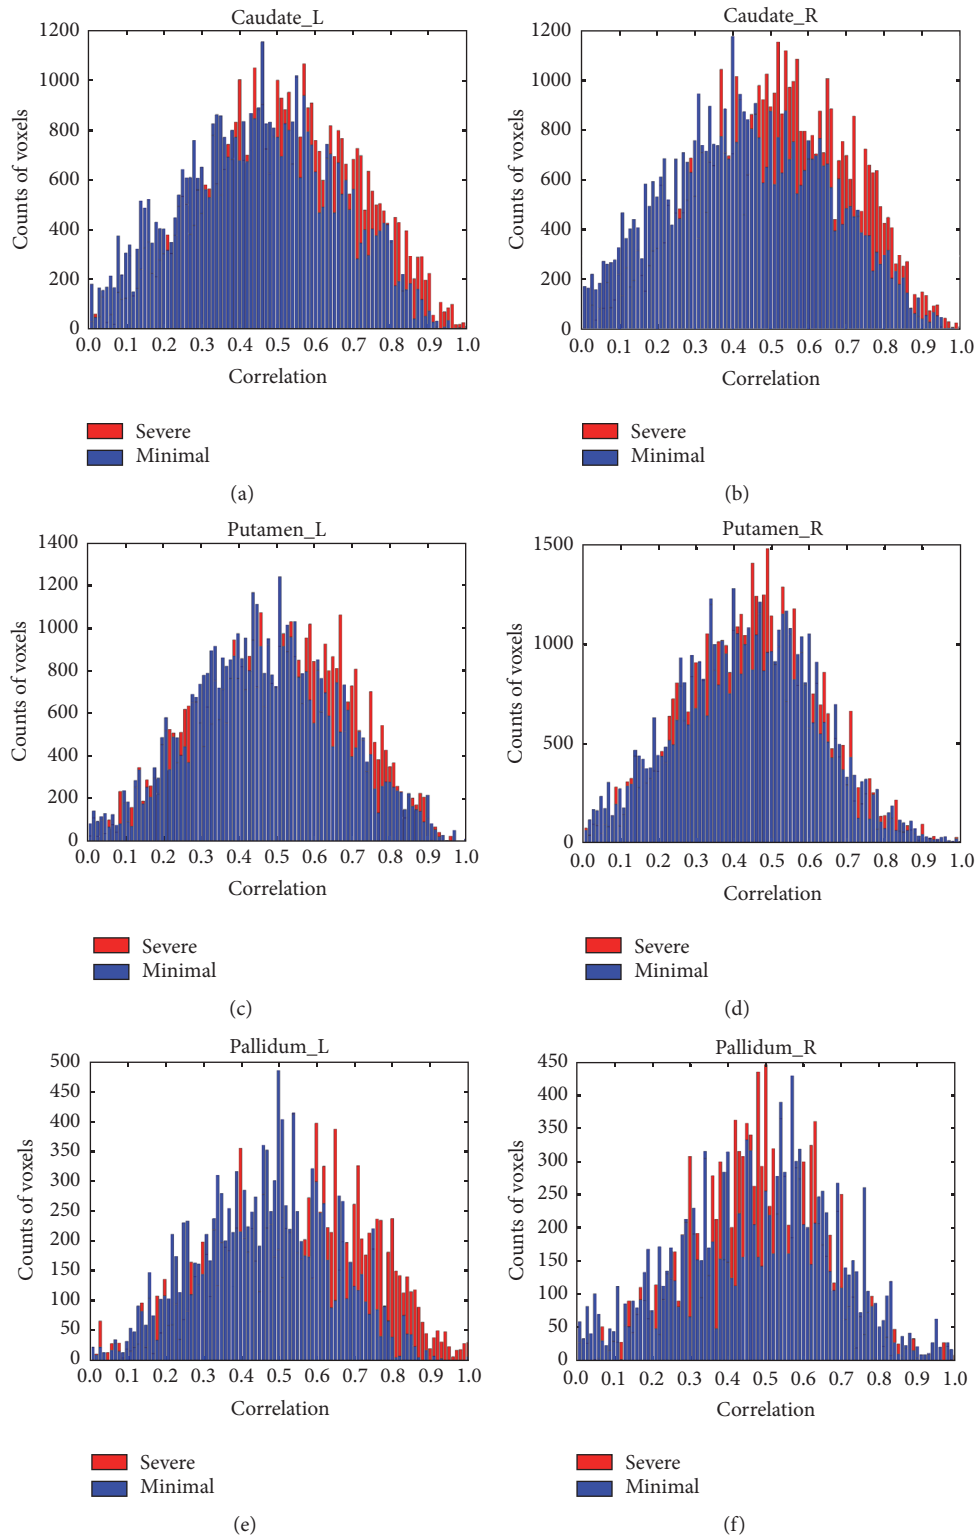 Caudate_L
1200
1000
800
600
400
200
0
Counts of voxels
0.0 0.1 0.2 0.3 0.4 0.5 0.6 0.7 0.8 0.9 1.0
Correlation
Severe
Minimal
(a)
Caudate_R
1200
1000
800
600
400
200
0
Counts of voxels
0.0 0.1 0.2 0.3 0.4 0.5 0.6 0.7 0.8 0.9 1.0
Correlation
Severe
Minimal
(b)
Putamen_L
1400
1200
1000
800
600
400
200
0
Counts of voxels
0.0 0.1 0.2 0.3 0.4 0.5 0.6 0.7 0.8 0.9 1.0
Correlation
Severe
Minimal
(c)
Putamen_R
1500
1000
500
0
Counts of voxels
0.0 0.1 0.2 0.3 0.4 0.5 0.6 0.7 0.8 0.9 1.0
Correlation
Severe
Minimal
(d)
Pallidum_L
500
450
400
350
300
250
200
150
100
50
0
Counts of voxels
0.0 0.1 0.2 0.3 0.4 0.5 0.6 0.7 0.8 0.9 1.0
Correlation
Severe
Minimal
(e)
Pallidum_R
450
400
350
300
250
200
150
100
50
0
Counts of voxels
0.0 0.1 0.2 0.3 0.4 0.5 0.6 0.7 0.8 0.9 1.0
Correlation
Severe
Minimal
(f)